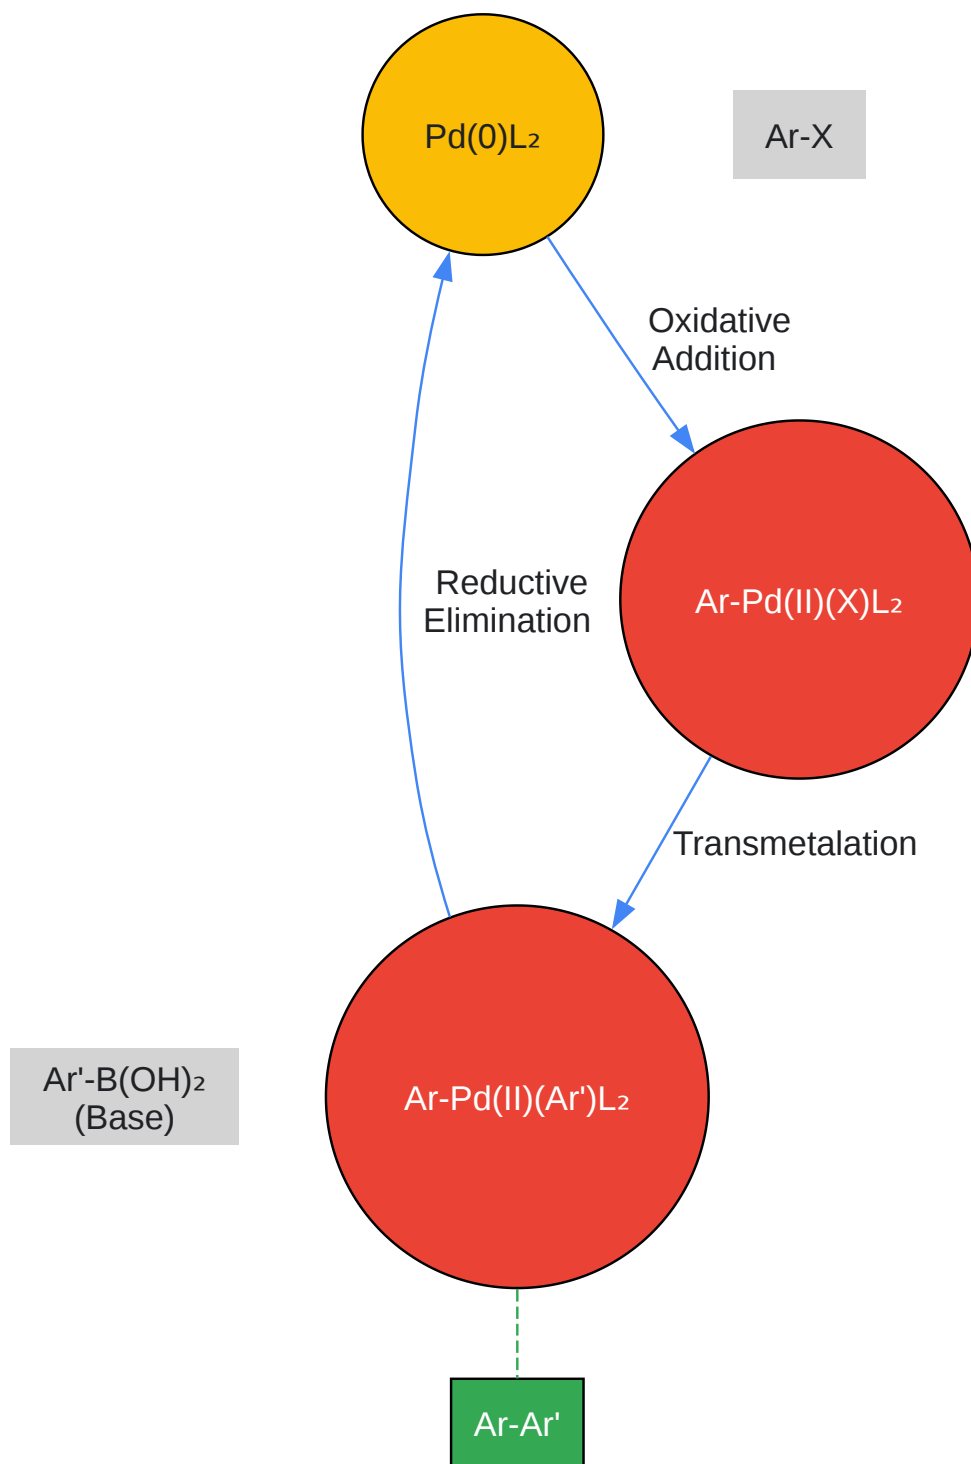 Pd(0)L₂
Ar-X
Oxidative
Addition
Reductive
Elimination
Ar-Pd(II)(X)L₂
Transmetalation
Ar'-B(OH)₂
(Base)
Ar-Pd(II)(Ar')L₂
Ar-Ar'